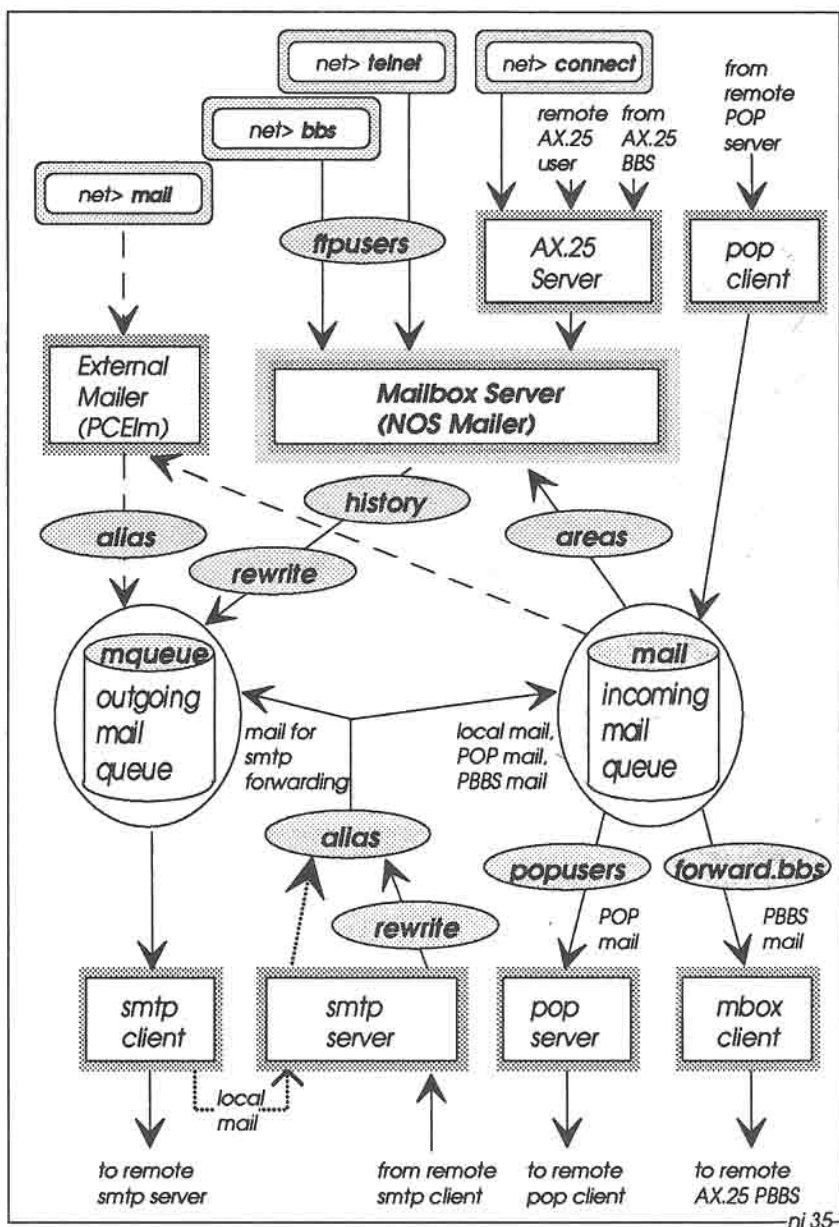 net> telnet
net> connect
net> bbs
net> mail
from
remote
POP
server
remote
AX.25
user
from
AX.25
BBS
ftpusers
AX.25
Server
pop
client
External
Mailer
(PCElm)
Mailbox Server
(NOS Mailer)
history
areas
alias
rewrite
mqueue
outgoing
mail
queue
mail
incoming
mail
queue
mail for
smtp
forwarding
local mail,
POP mail,
PBBS mail
alias
rewrite
popusers
forward.bbs
POP
mail
PBBS
mail
smtp
client
smtp
server
pop
server
mbox
client
local
mail
to remote
smtp server
from remote
smtp client
to remote
pop client
to remote
AX.25 PBBS
ni 35